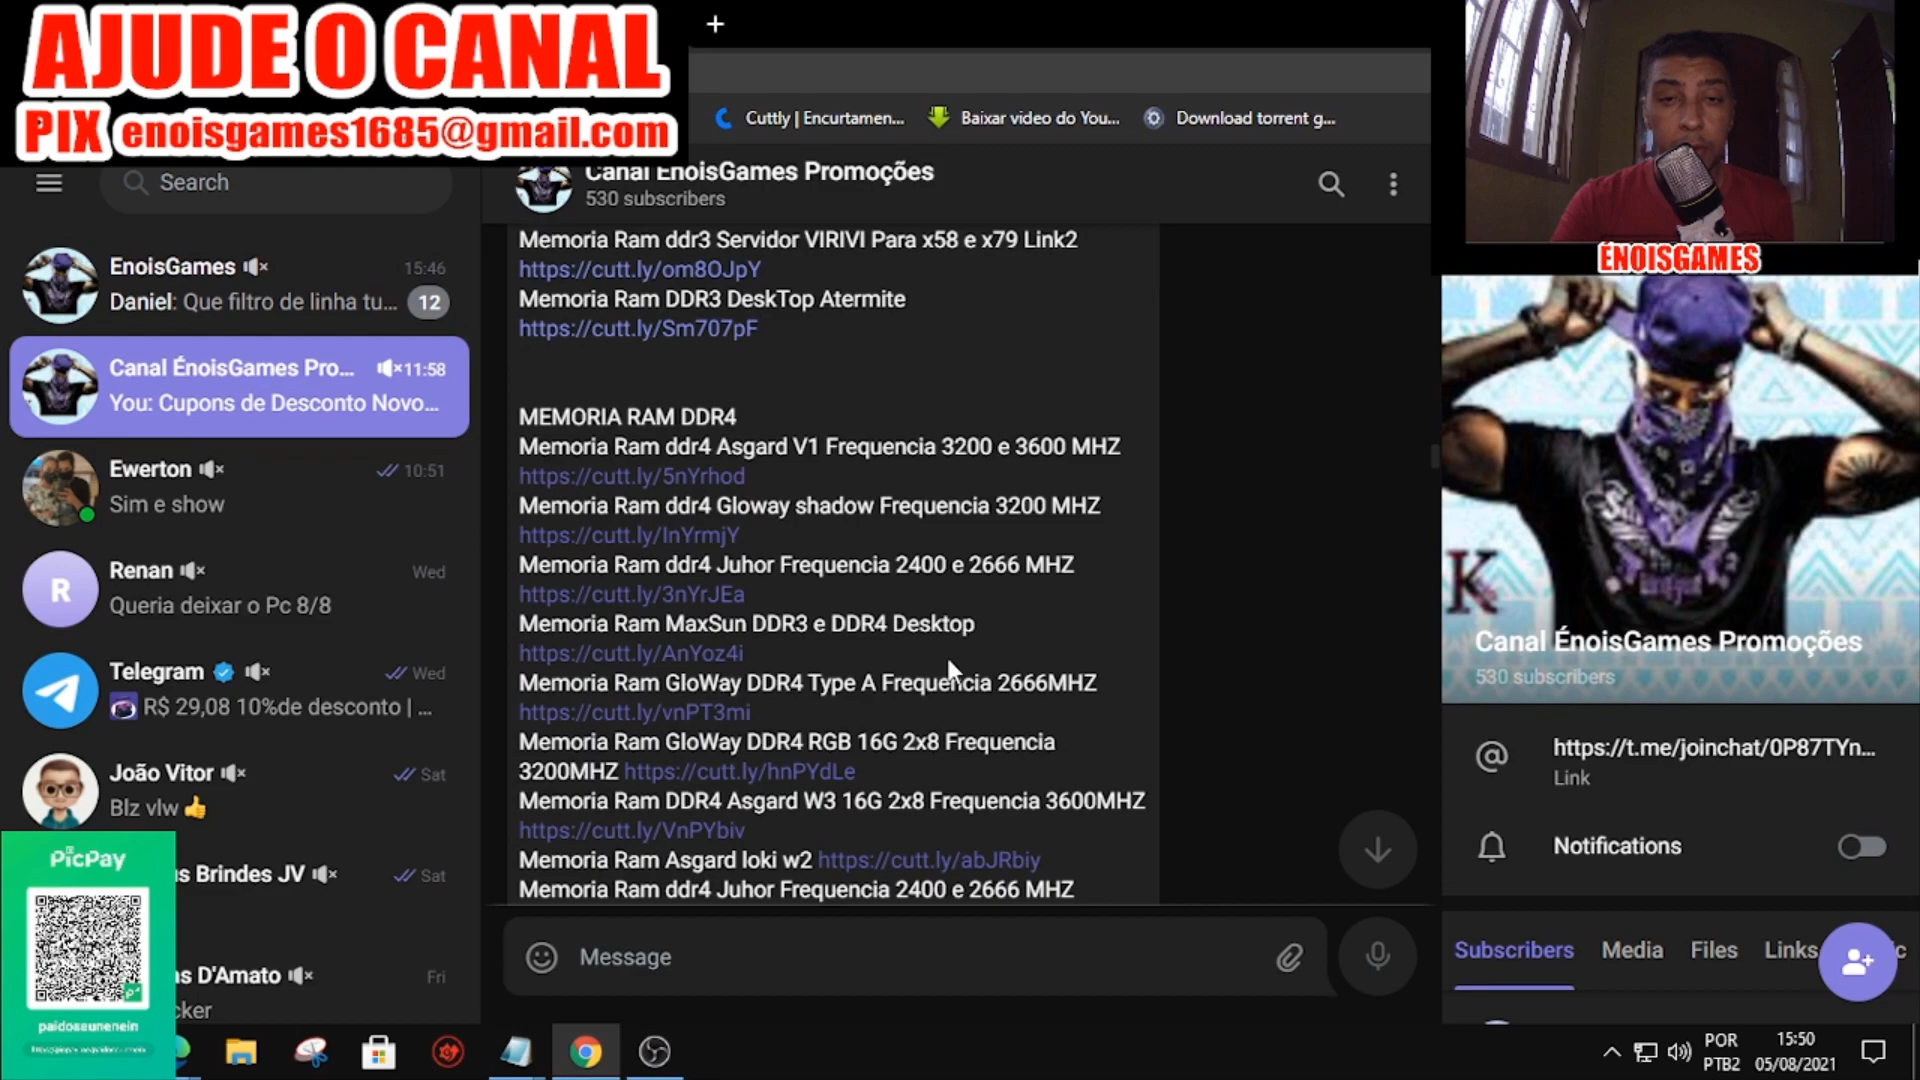 AJUDE O CANAL
PIX enoisgames1685@gmail.com
Cuttly | Encurtamen...
Baixar video do You...
Download torrent g...
Search
Canal ÉnoisGames Promoções
530 subscribers
EnoisGames
15:46
Daniel: Que filtro de linha tu...
12
Canal ÉnoisGames Pro...
11:58
You: Cupons de Desconto Novo...
Ewerton
10:51
Sim e show
R
Renan
Wed
Queria deixar o Pc 8/8
Telegram
Wed
R$ 29,08 10%de desconto | ...
João Vitor
Sat
Blz vlw 👍
s Brindes JV
Sat
as D'Amato
Fri
cker
PicPay
paidoseunenein
Memoria Ram ddr3 Servidor VIRIVI Para x58 e x79 Link2
https://cutt.ly/om8OJpY
Memoria Ram DDR3 DeskTop Atermite
https://cutt.ly/Sm707pF
MEMORIA RAM DDR4
Memoria Ram ddr4 Asgard V1 Frequencia 3200 e 3600 MHZ
https://cutt.ly/5nYrhod
Memoria Ram ddr4 Gloway shadow Frequencia 3200 MHZ
https://cutt.ly/InYrmjY
Memoria Ram ddr4 Juhor Frequencia 2400 e 2666 MHZ
https://cutt.ly/3nYrJEa
Memoria Ram MaxSun DDR3 e DDR4 Desktop
https://cutt.ly/AnYoz4i
Memoria Ram GloWay DDR4 Type A Frequencia 2666MHZ
https://cutt.ly/vnPT3mi
Memoria Ram GloWay DDR4 RGB 16G 2x8 Frequencia
3200MHZ https://cutt.ly/hnPYdLe
Memoria Ram DDR4 Asgard W3 16G 2x8 Frequencia 3600MHZ
https://cutt.ly/VnPYbiv
Memoria Ram Asgard loki w2 https://cutt.ly/abJRbiy
Memoria Ram ddr4 Juhor Frequencia 2400 e 2666 MHZ
Message
ÉNOISGAMES
K
Canal ÉnoisGames Promoções
530 subscribers
https://t.me/joinchat/0P87TYn...
Link
Notifications
Subscribers
Media
Files
Links
c
POR
PTB2
15:50
05/08/2021